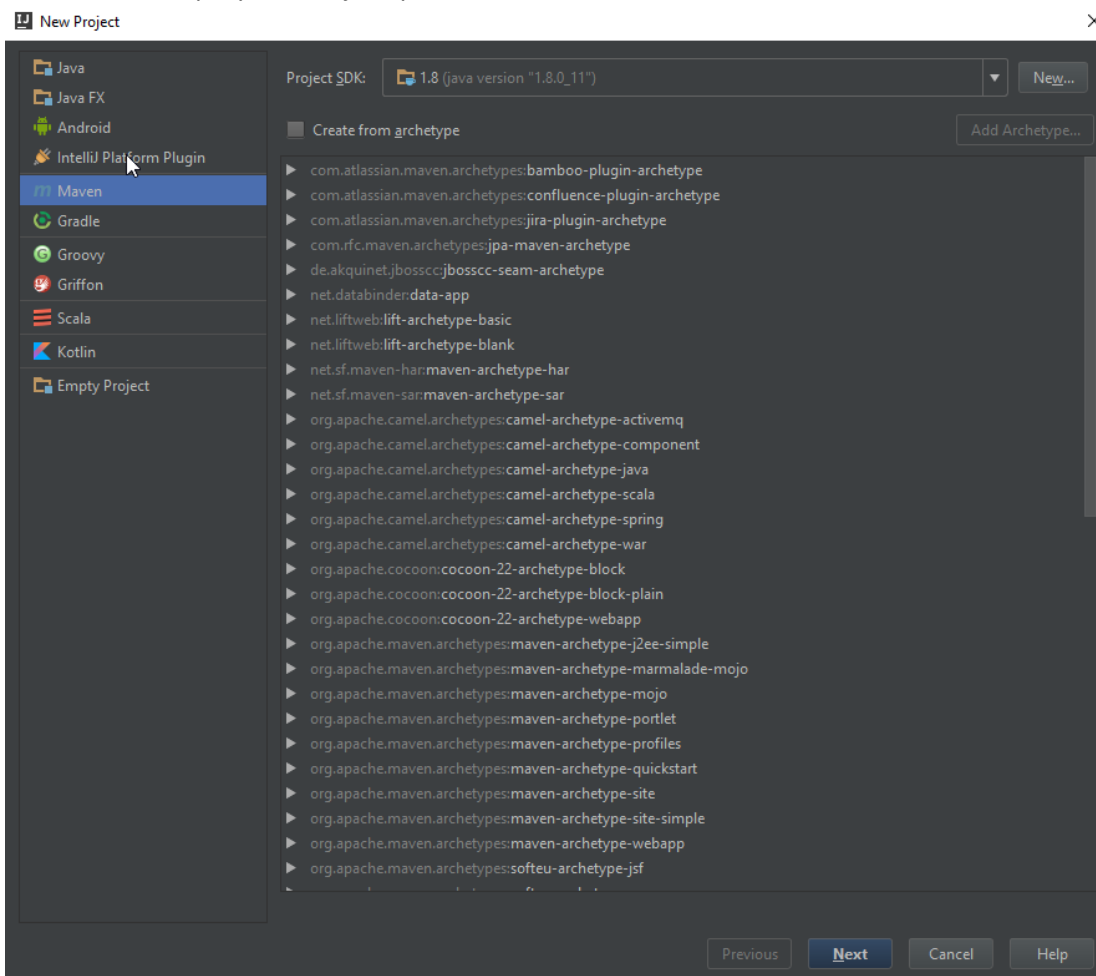 New Project
Java
Java FX
Android
IntelliJ Platform Plugin
Maven
Gradle
Groovy
Griffon
Scala
Kotlin
Empty Project
Project SDK: 1.8 (java version "1.8.0_11") New...
Create from archetype Add Archetype...
com.atlassian.maven.archetypes:bamboo-plugin-archetype
com.atlassian.maven.archetypes:confluence-plugin-archetype
com.atlassian.maven.archetypes:jira-plugin-archetype
com.rfc.maven.archetypes:jpa-maven-archetype
de.akquinet.jbosscc:jbosscc-seam-archetype
net.databinder:data-app
net.liftweb:lift-archetype-basic
net.liftweb:lift-archetype-blank
net.sf.maven-har:maven-archetype-har
net.sf.maven-sar:maven-archetype-sar
org.apache.camel.archetypes:camel-archetype-activemq
org.apache.camel.archetypes:camel-archetype-component
org.apache.camel.archetypes:camel-archetype-java
org.apache.camel.archetypes:camel-archetype-scala
org.apache.camel.archetypes:camel-archetype-spring
org.apache.camel.archetypes:camel-archetype-war
org.apache.cocoon:cocoon-22-archetype-block
org.apache.cocoon:cocoon-22-archetype-block-plain
org.apache.cocoon:cocoon-22-archetype-webapp
org.apache.maven.archetypes:maven-archetype-j2ee-simple
org.apache.maven.archetypes:maven-archetype-marmalade-mojo
org.apache.maven.archetypes:maven-archetype-mojo
org.apache.maven.archetypes:maven-archetype-portlet
org.apache.maven.archetypes:maven-archetype-profiles
org.apache.maven.archetypes:maven-archetype-quickstart
org.apache.maven.archetypes:maven-archetype-site
org.apache.maven.archetypes:maven-archetype-site-simple
org.apache.maven.archetypes:maven-archetype-webapp
org.apache.maven.archetypes:softeu-archetype-jsf
Previous Next Cancel Help